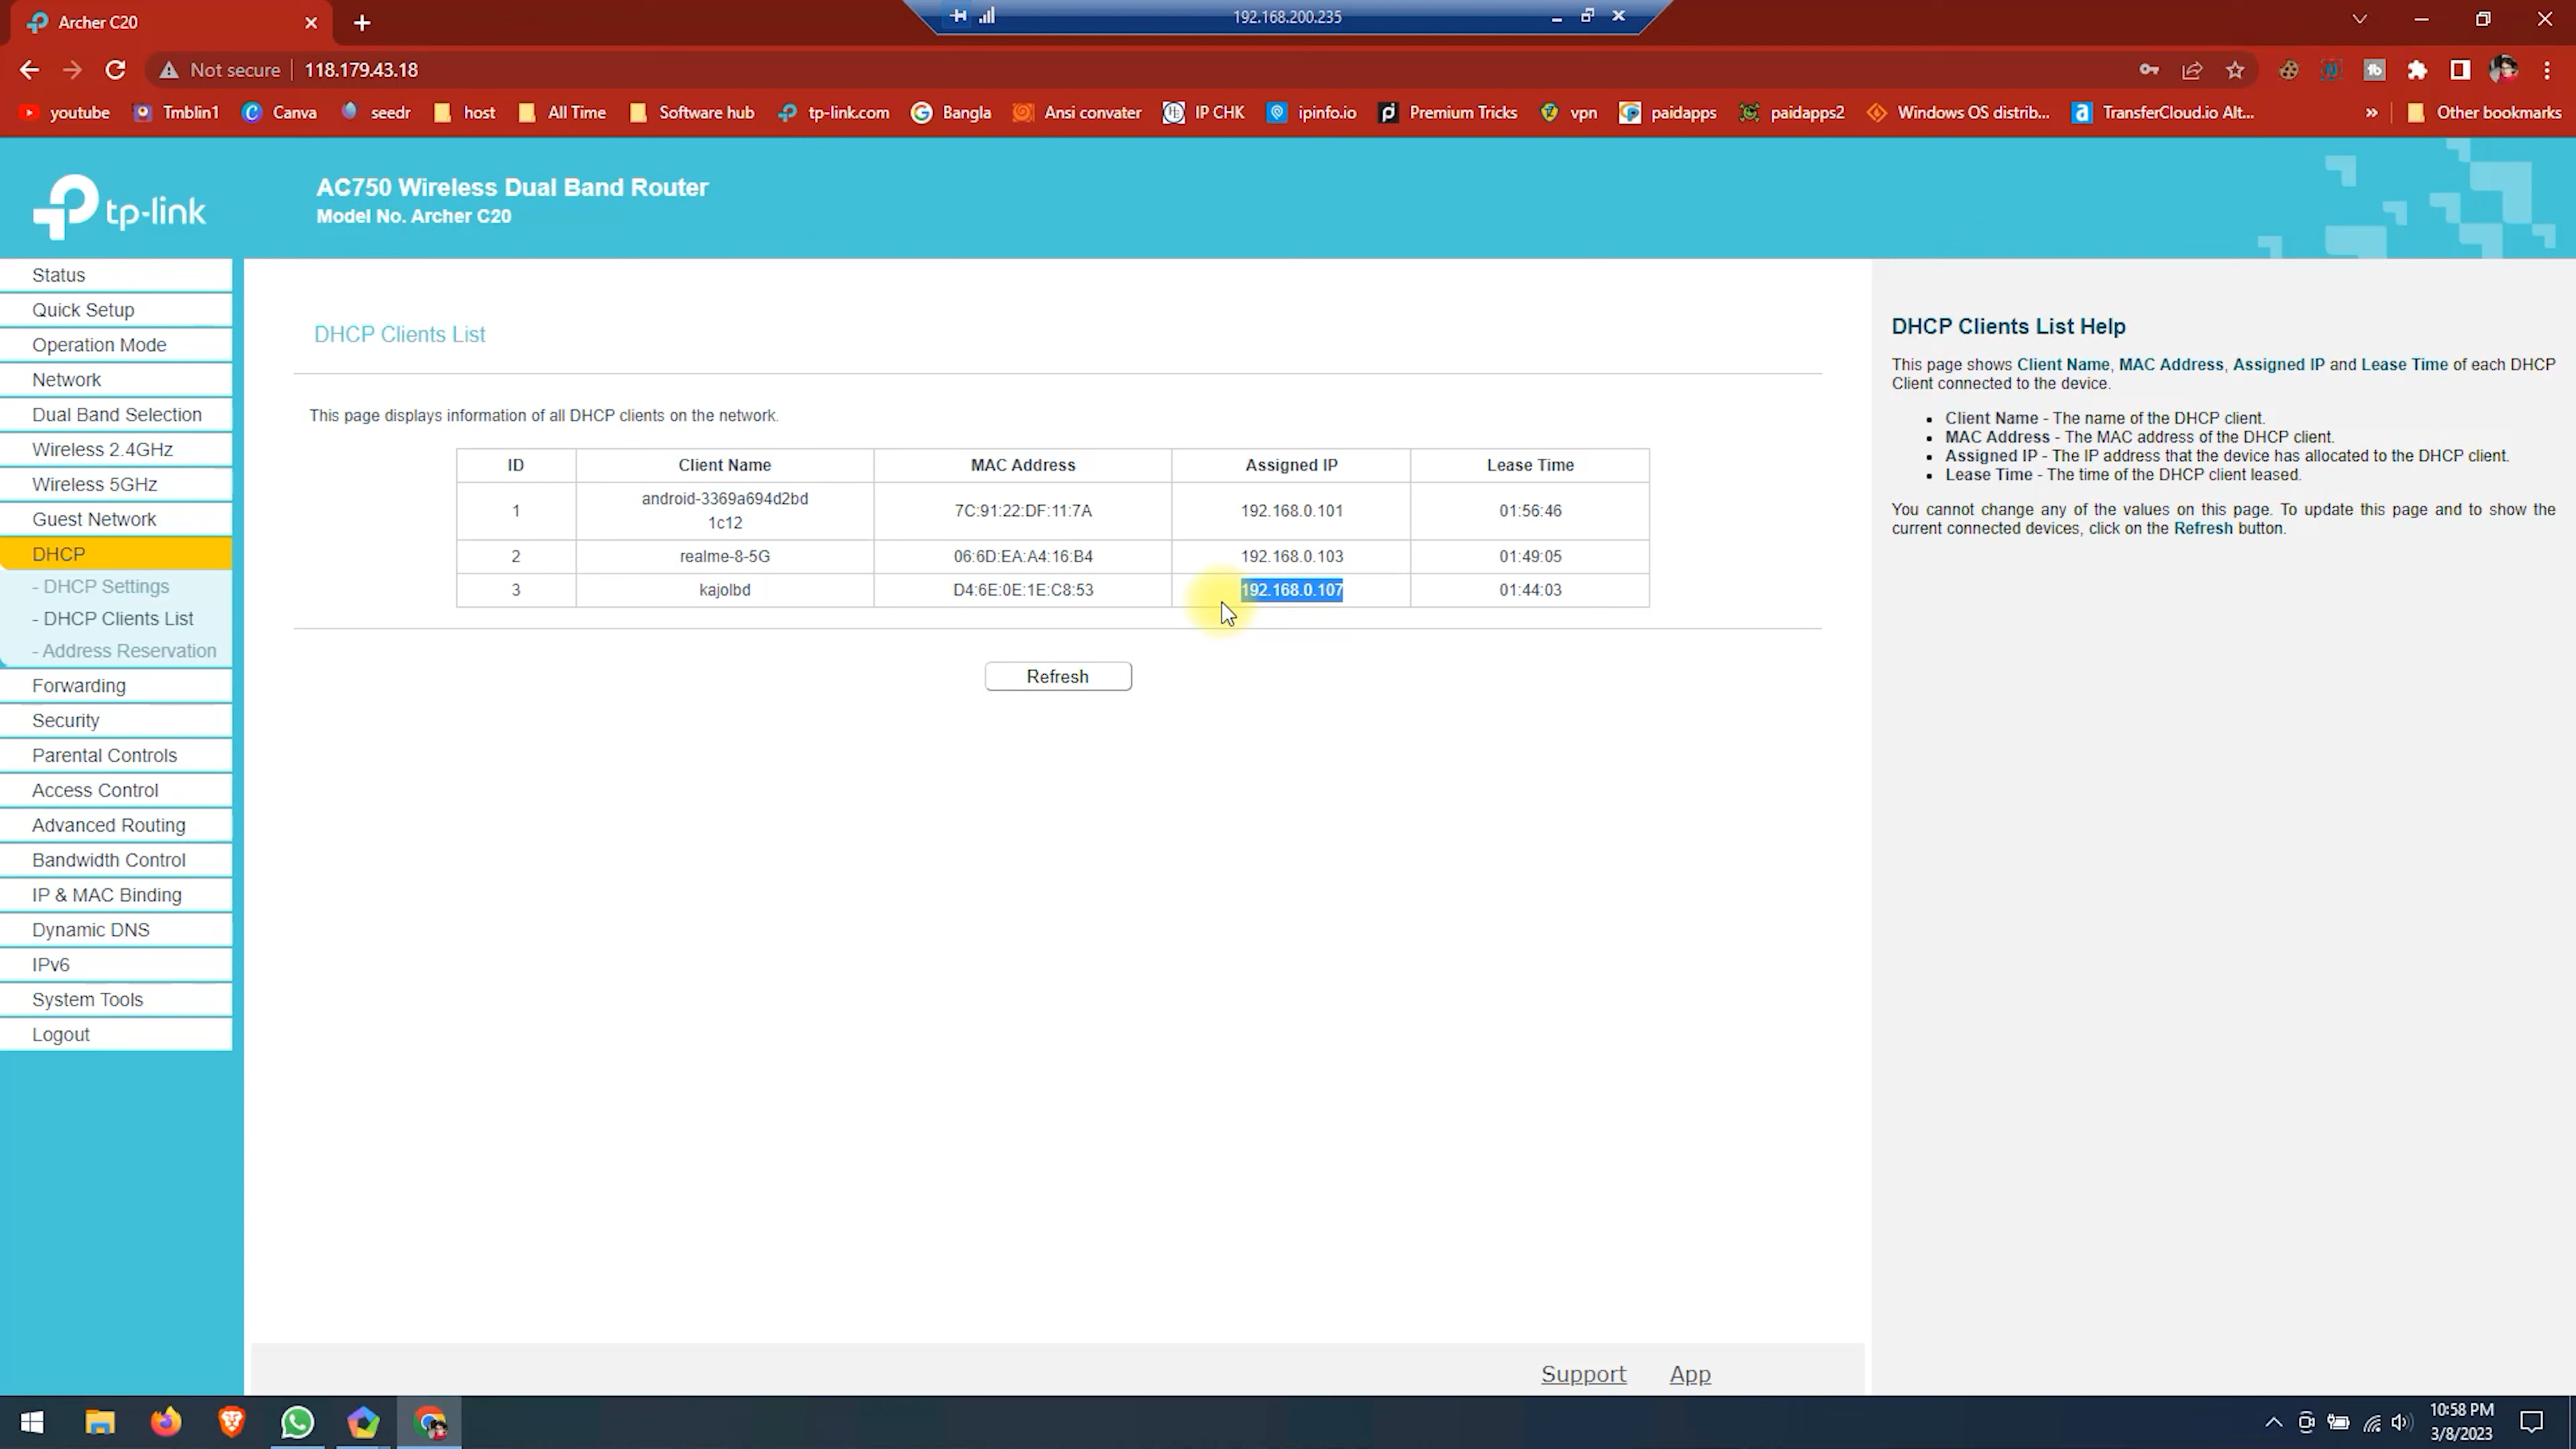 Archer C20
192.168.200.235
Not secure
118.179.43.18
youtube
Tmblin1
Canva
seedr
host
All Time
Software hub
tp-link.com
Bangla
Ansi convater
IP CHK
ipinfo.io
Premium Tricks
vpn
paidapps
paidapps2
Windows OS distrib...
TransferCloud.io Alt...
»
Other bookmarks
tp-link
AC750 Wireless Dual Band Router
Model No. Archer C20
Status
Quick Setup
Operation Mode
Network
Dual Band Selection
Wireless 2.4GHz
Wireless 5GHz
Guest Network
DHCP
- DHCP Settings
- DHCP Clients List
- Address Reservation
Forwarding
Security
Parental Controls
Access Control
Advanced Routing
Bandwidth Control
IP & MAC Binding
Dynamic DNS
IPv6
System Tools
Logout
DHCP Clients List
This page displays information of all DHCP clients on the network.
ID Client Name MAC Address Assigned IP Lease Time
1 android-3369a694d2bd 7C:91:22:DF:11:7A 192.168.0.101 01:56:46
1c12
2 realme-8-5G 06:6D:EA:A4:16:B4 192.168.0.103 01:49:05
3 kajolbd D4:6E:0E:1E:C8:53 192.168.0.107 01:44:03
Refresh
DHCP Clients List Help
This page shows Client Name, MAC Address, Assigned IP and Lease Time of each DHCP
Client connected to the device.
• Client Name - The name of the DHCP client.
• MAC Address - The MAC address of the DHCP client.
• Assigned IP - The IP address that the device has allocated to the DHCP client.
• Lease Time - The time of the DHCP client leased.
You cannot change any of the values on this page. To update this page and to show the
current connected devices, click on the Refresh button.
Support App
10:58 PM
3/8/2023